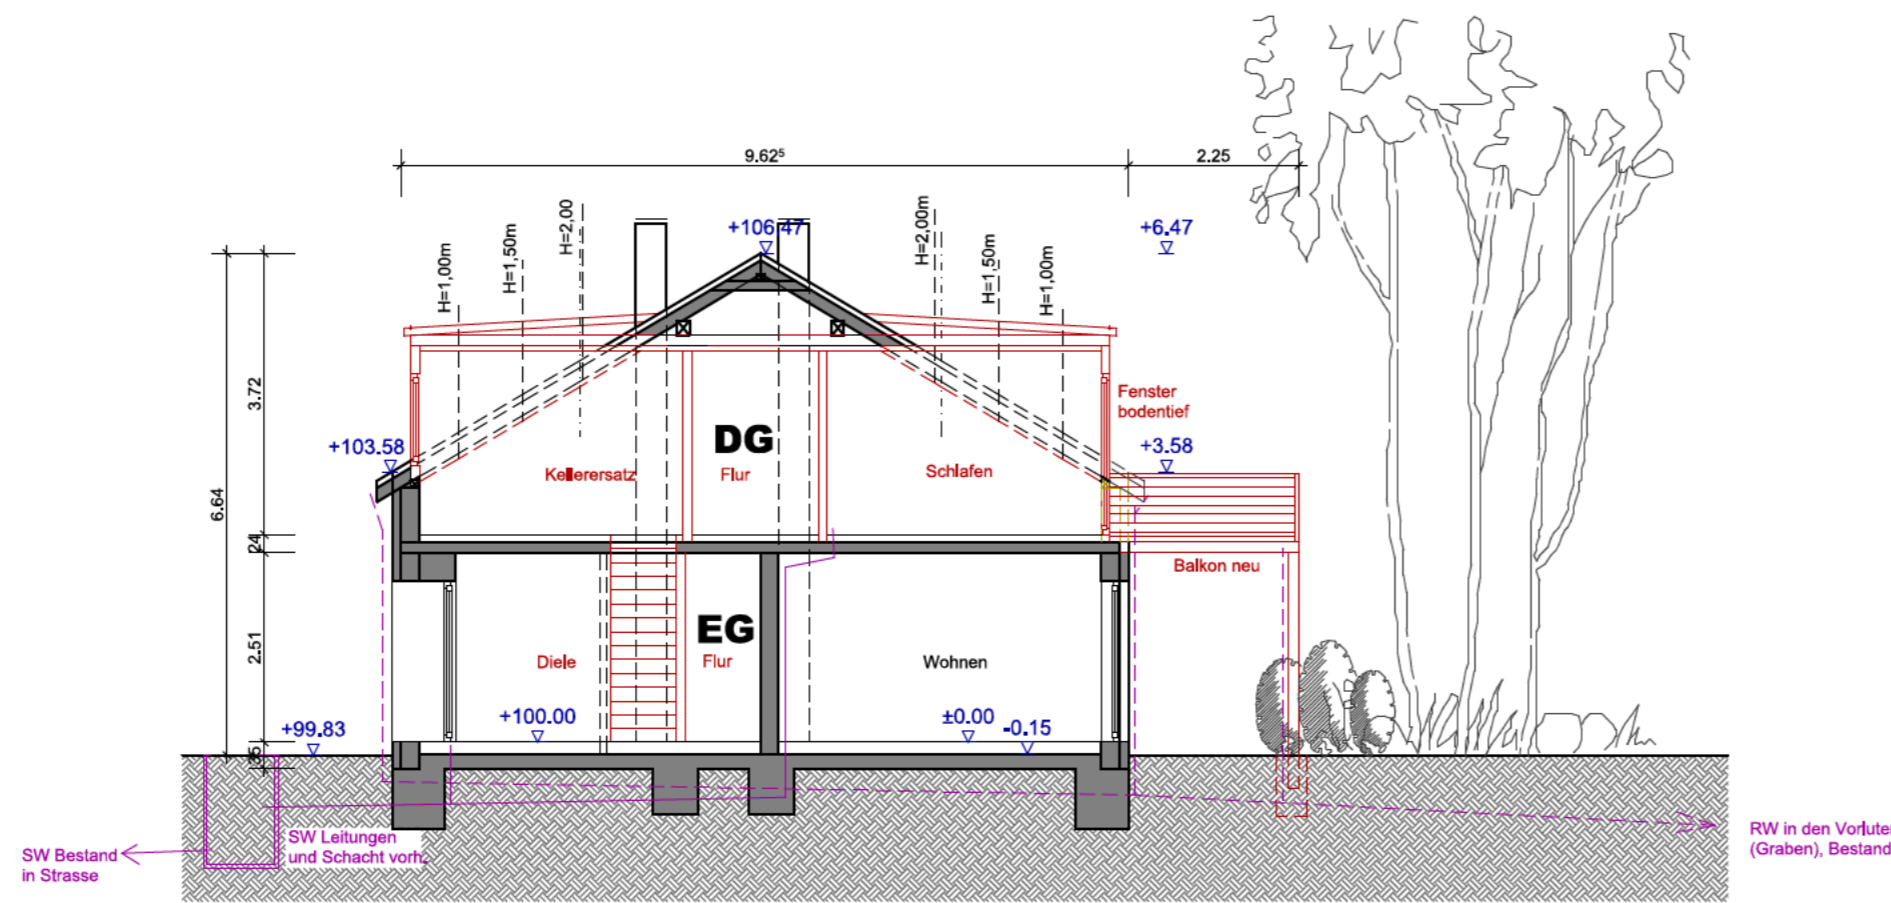 9.62⁵
2.25
H=1,00m
H=1,50m
H=2,00
+106.47
H=2,00m
H=1,50m
H=1,00m
+6.47
3.72
+103.58
Kellerersatz
DG
Flur
Schlafen
Fenster
bodentief
+3.58
6.64
24
Balkon neu
2.51
Diele
EG
Flur
Wohnen
+99.83
+100.00
±0.00
-0.15
35
SW Leitungen
und Schacht vorh.
SW Bestand
in Strasse
RW in den Vorluter
(Graben), Bestand